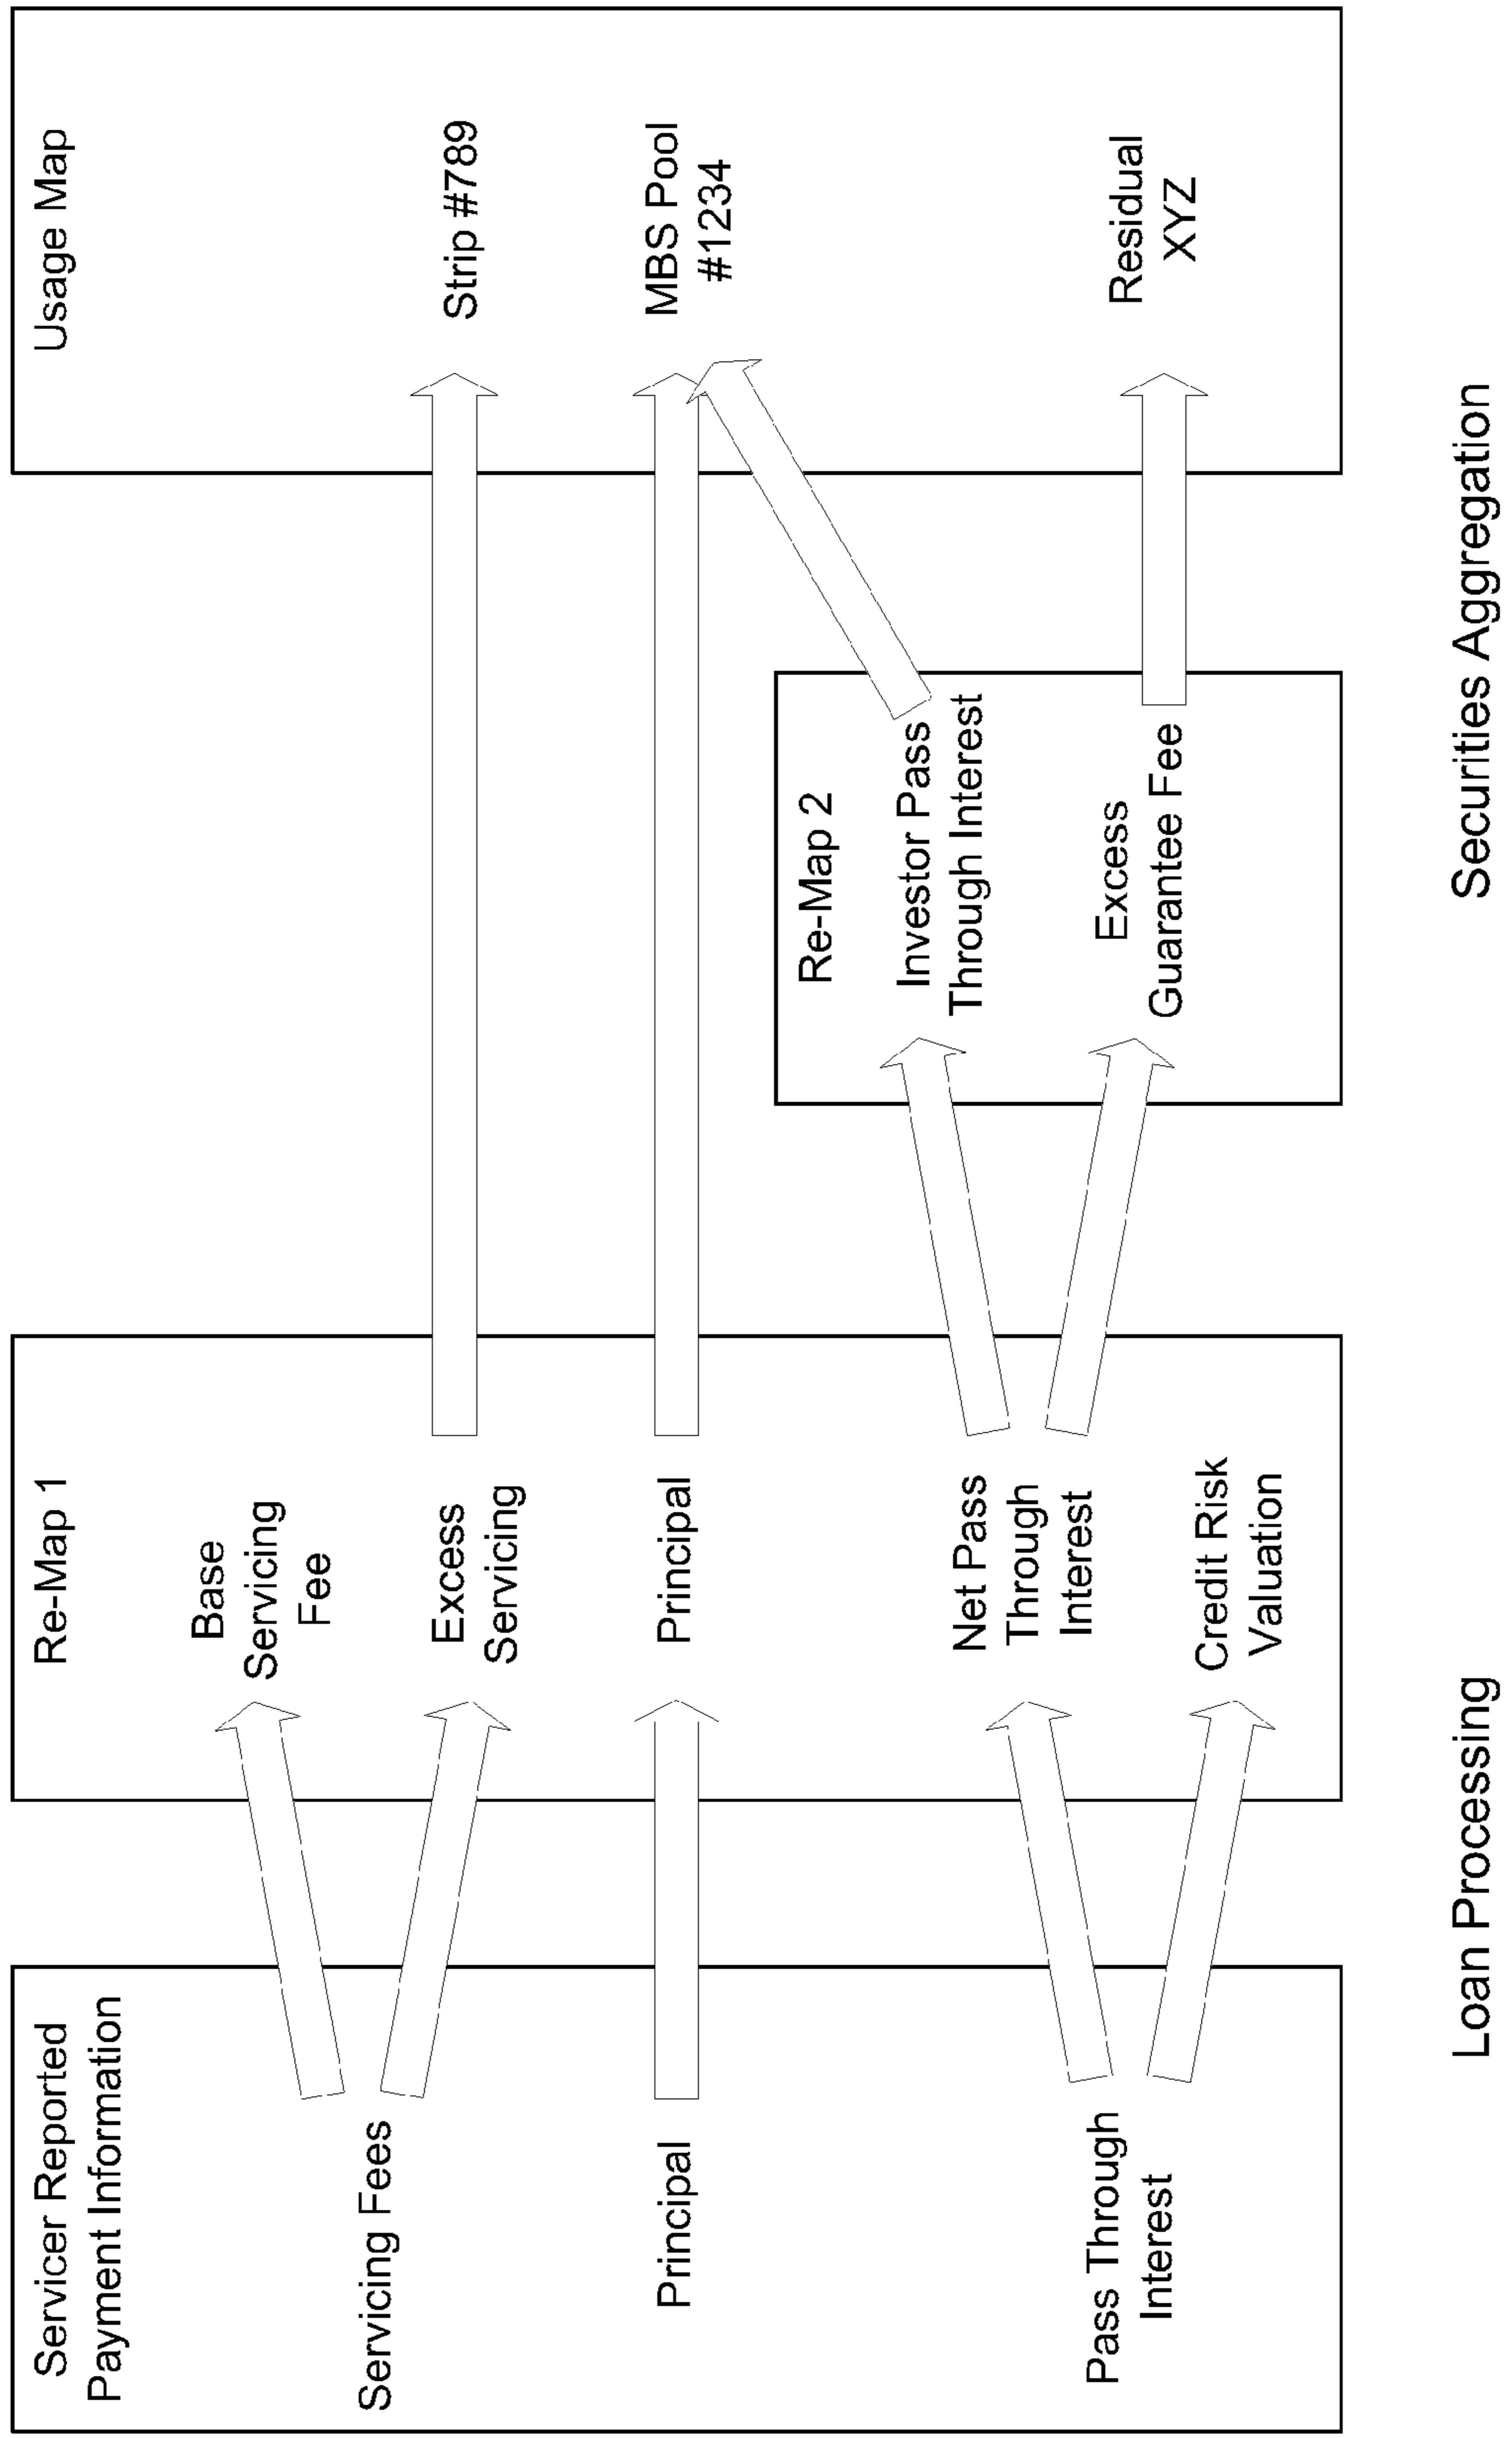 Servicer Reported
Payment Information
Servicing Fees
Principal
Pass Through
Interest
Re-Map 1
Base
Servicing
Fee
Excess
Servicing
Principal
Net Pass
Through
Interest
Credit Risk
Valuation
Re-Map 2
Investor Pass
Through Interest
Excess
Guarantee Fee
Usage Map
Strip #789
MBS Pool
#1234
Residual
XYZ
Loan Processing
Securities Aggregation